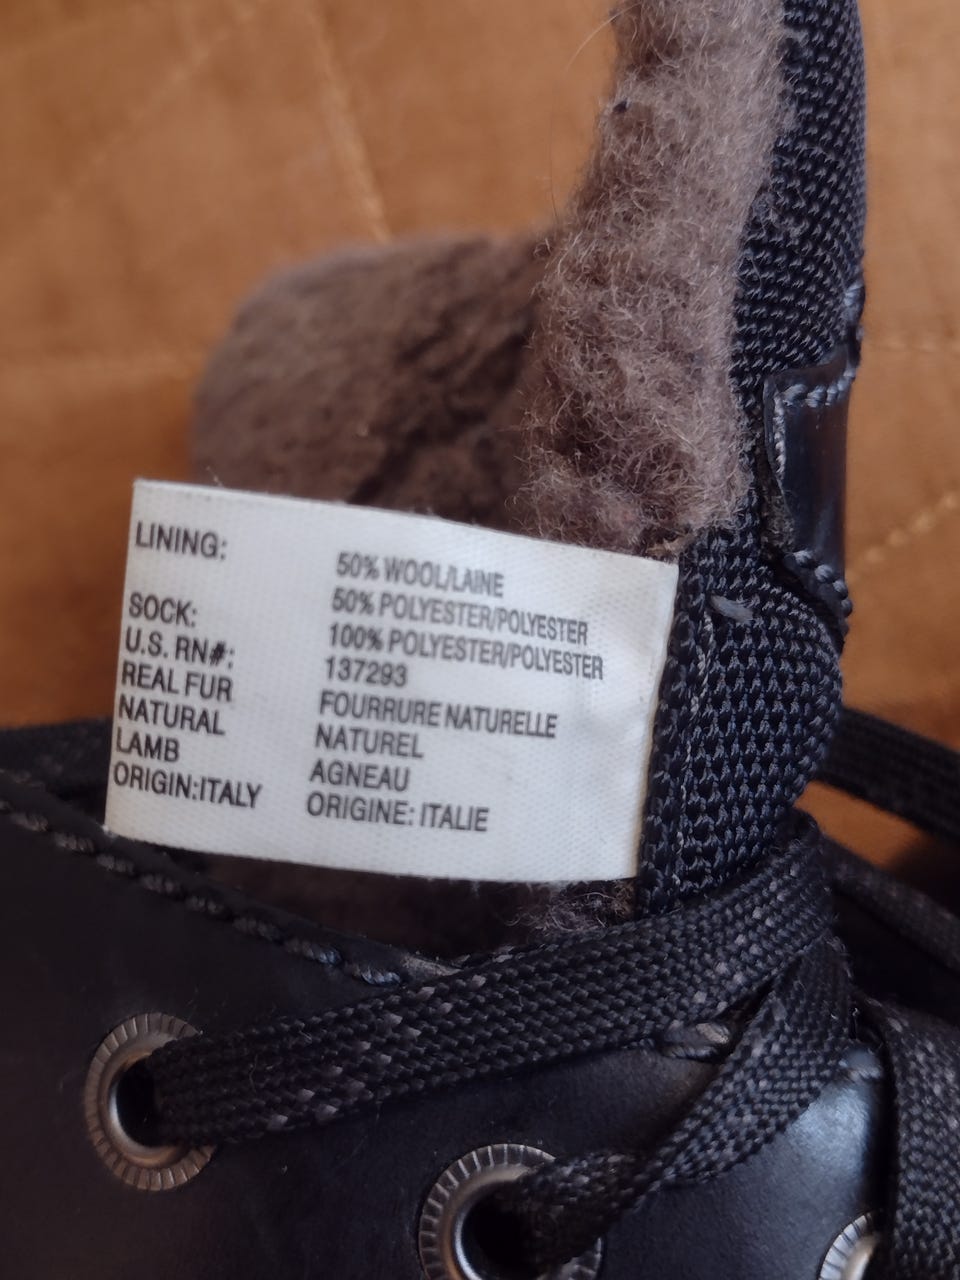 LINING: 50% WOOL/LAINE
50% POLYESTER/POLYESTER
SOCK: 100% POLYESTER/POLYESTER
U.S. RN#: 137293
REAL FUR FOURRURE NATURELLE
NATURAL NATUREL
LAMB AGNEAU
ORIGIN:ITALY ORIGINE: ITALIE